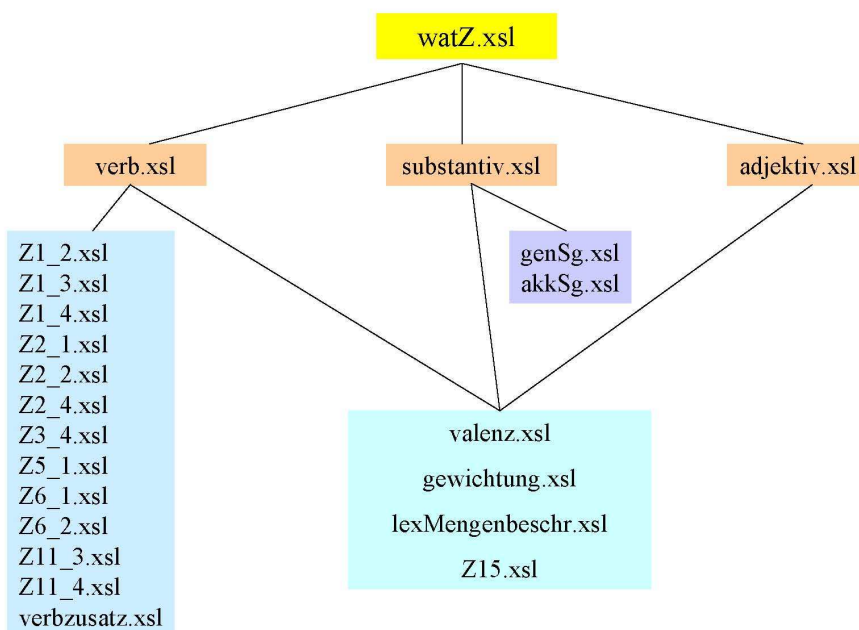 watZ.xsl
verb.xsl
substantiv.xsl
adjektiv.xsl
Z1_2.xsl
Z1_3.xsl
Z1_4.xsl
Z2_1.xsl
Z2_2.xsl
Z2_4.xsl
Z3_4.xsl
Z5_1.xsl
Z6_1.xsl
Z6_2.xsl
Z11_3.xsl
Z11_4.xsl
verbzusatz.xsl
genSg.xsl
akkSg.xsl
valenz.xsl
gewichtung.xsl
lexMengenbeschr.xsl
Z15.xsl